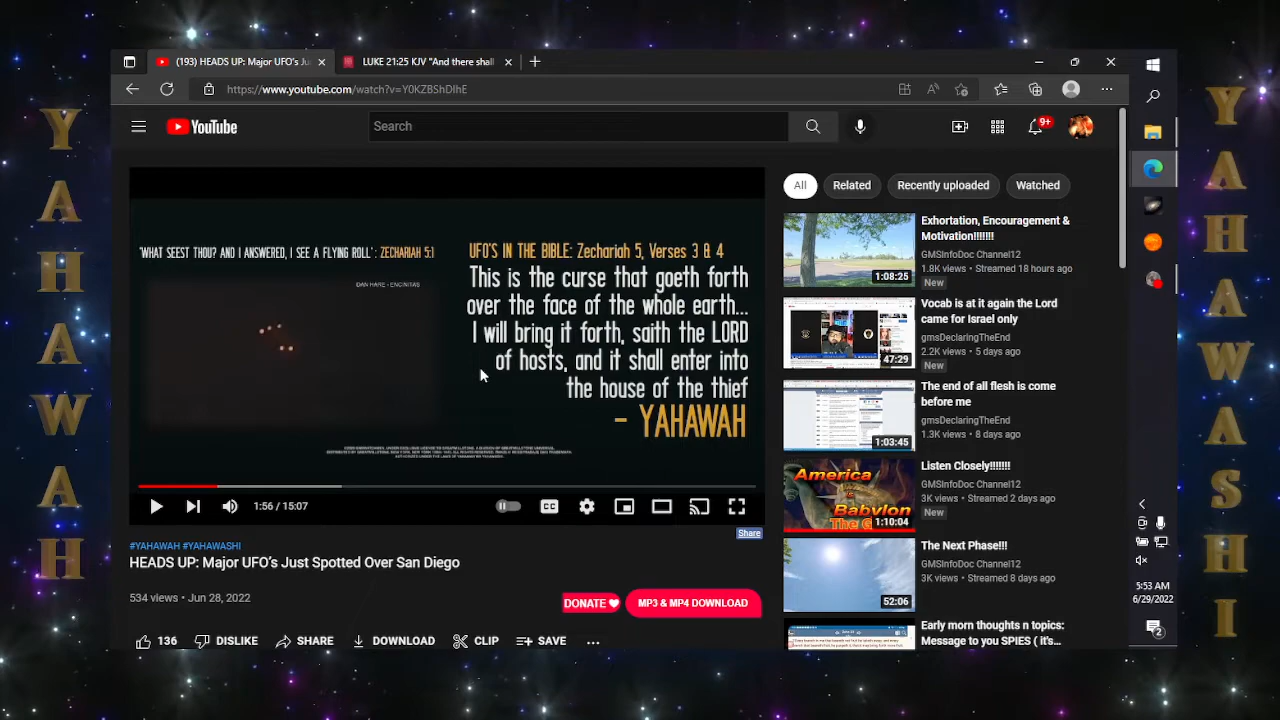 Y
A
H
A
W
A
H
(193) HEADS UP: Major UFO's Ju
LUKE 21:25 KJV "And there shall
https://www.youtube.com/watch?v=Y0KZBShDlhE
YouTube
Search
9+
'WHAT SEEST THOU? AND I ANSWERED, I SEE A FLYING ROLL': ZECHARIAH 5:1
DAN HARE - ENCINITAS
UFO'S IN THE BIBLE: Zechariah 5, Verses 3 & 4
This is the curse that goeth forth
over the face of the whole earth...
I will bring it forth, saith the LORD
of hosts, and it shall enter into
the house of the thief
- YAHAWAH
1:56 / 15:07
CC
Share
#YAHAWAH #YAHAWASHI
HEADS UP: Major UFO's Just Spotted Over San Diego
534 views • Jun 28, 2022
DONATE
MP3 & MP4 DOWNLOAD
136
DISLIKE
SHARE
DOWNLOAD
CLIP
SAVE
All
Related
Recently uploaded
Watched
1:08:25
Exhortation, Encouragement &
Motivation!!!!!!!
GMSInfoDoc Channel12
1.8K views • Streamed 18 hours ago
New
47:29
Vocab is at it again the Lord
came for Israel only
gmsDeclaringTheEnd
2.2K views • 5 days ago
New
1:03:45
The end of all flesh is come
before me
gmsDeclaringTheEnd
1.3K views • 8 days ago
America
Babylon
The G
1:10:04
Listen Closely!!!!!!!
GMSInfoDoc Channel12
3K views • Streamed 2 days ago
New
52:06
The Next Phase!!!
GMSInfoDoc Channel12
3K views • Streamed 8 days ago
Early morn thoughts n topics:
Message to you SPIES ( it's...
5:53 AM
6/29/2022
2
Y
A
H
A
W
A
S
H
I